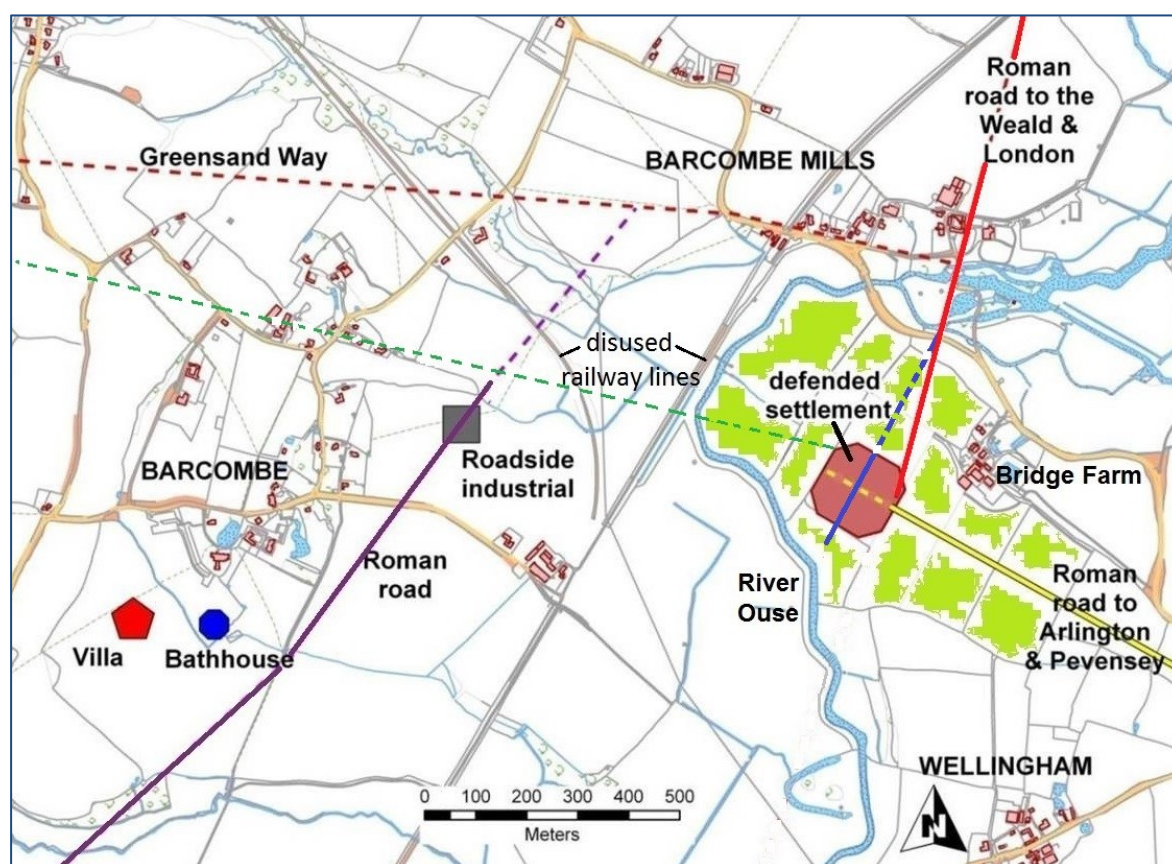 Roman
road to the
Weald &
London
Greensand Way
BARCOMBE MILLS
disused
railway lines
defended
settlement
BARCOMBE
Roadside
industrial
Bridge Farm
Roman
road
River
Ouse
Roman
road to
Arlington
& Pevensey
Villa
Bathhouse
WELLINGHAM
0 100 200 300 400 500
Meters
N